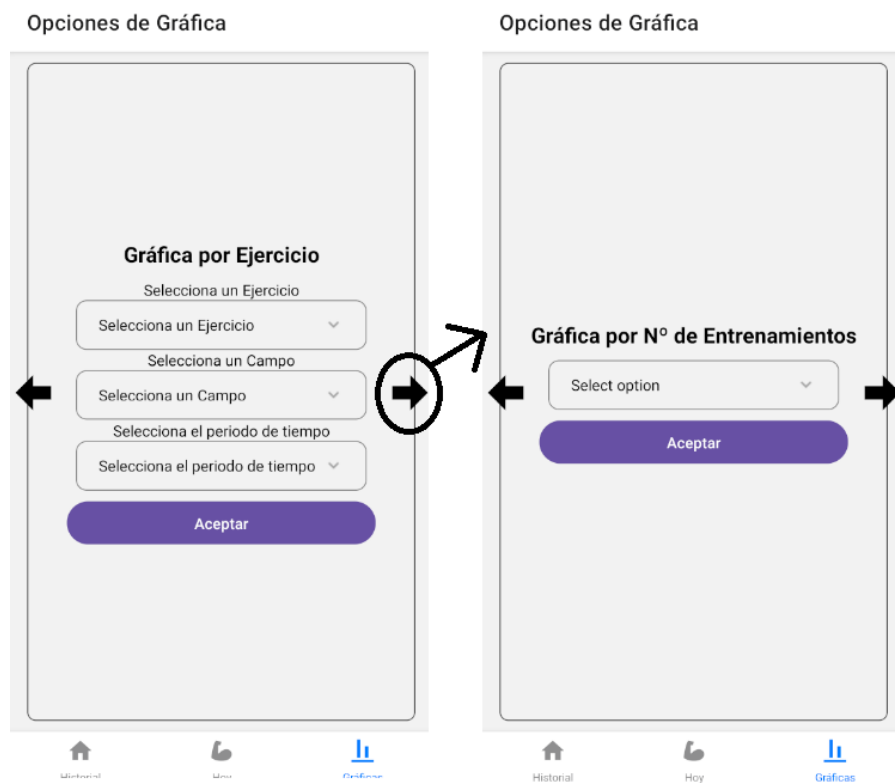 Opciones de Gráfica
Gráfica por Ejercicio
Selecciona un Ejercicio
Selecciona un Ejercicio
Selecciona un Campo
Selecciona un Campo
Selecciona el periodo de tiempo
Selecciona el periodo de tiempo
Aceptar
Historial
Hoy
Gráficas
Opciones de Gráfica
Gráfica por Nº de Entrenamientos
Select option
Aceptar
Historial
Hoy
Gráficas